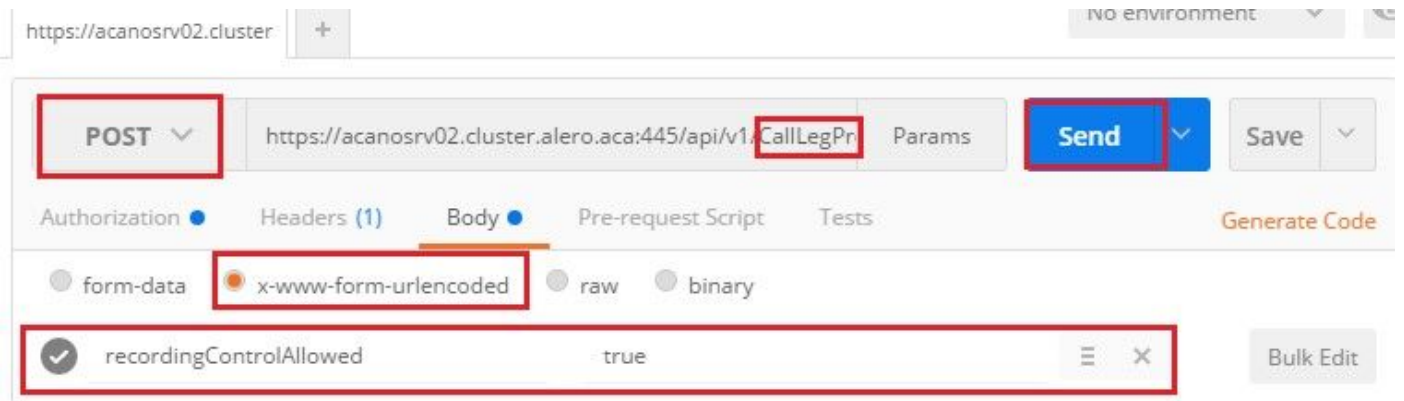 No environment
https://acanosrv02.cluster +
POST https://acanosrv02.cluster.alero.aca:445/api/v1/CallLegPr Params Send Save
Authorization Headers (1) Body Pre-request Script Tests Generate Code
form-data x-www-form-urlencoded raw binary
recordingControlAllowed true Bulk Edit